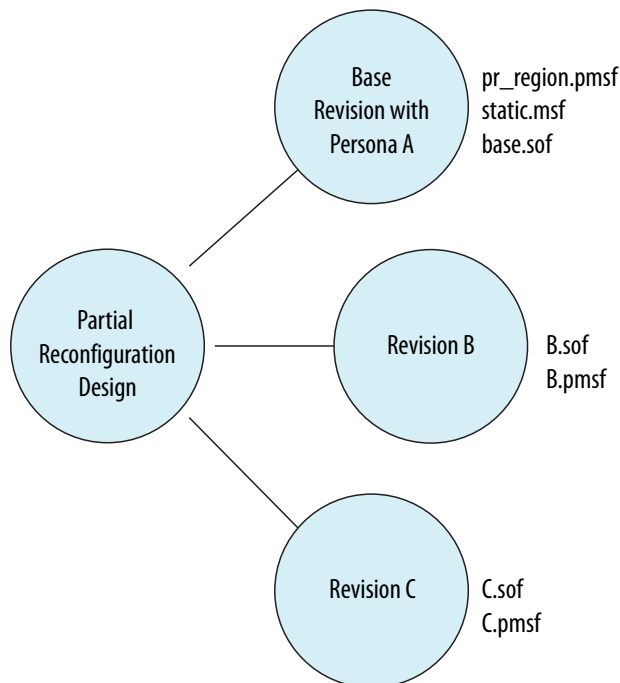 Base
Revision with
Persona A
pr_region.pmsf
static.msf
base.sof
Partial
Reconfiguration
Design
Revision B
B.sof
B.pmsf
Revision C
C.sof
C.pmsf